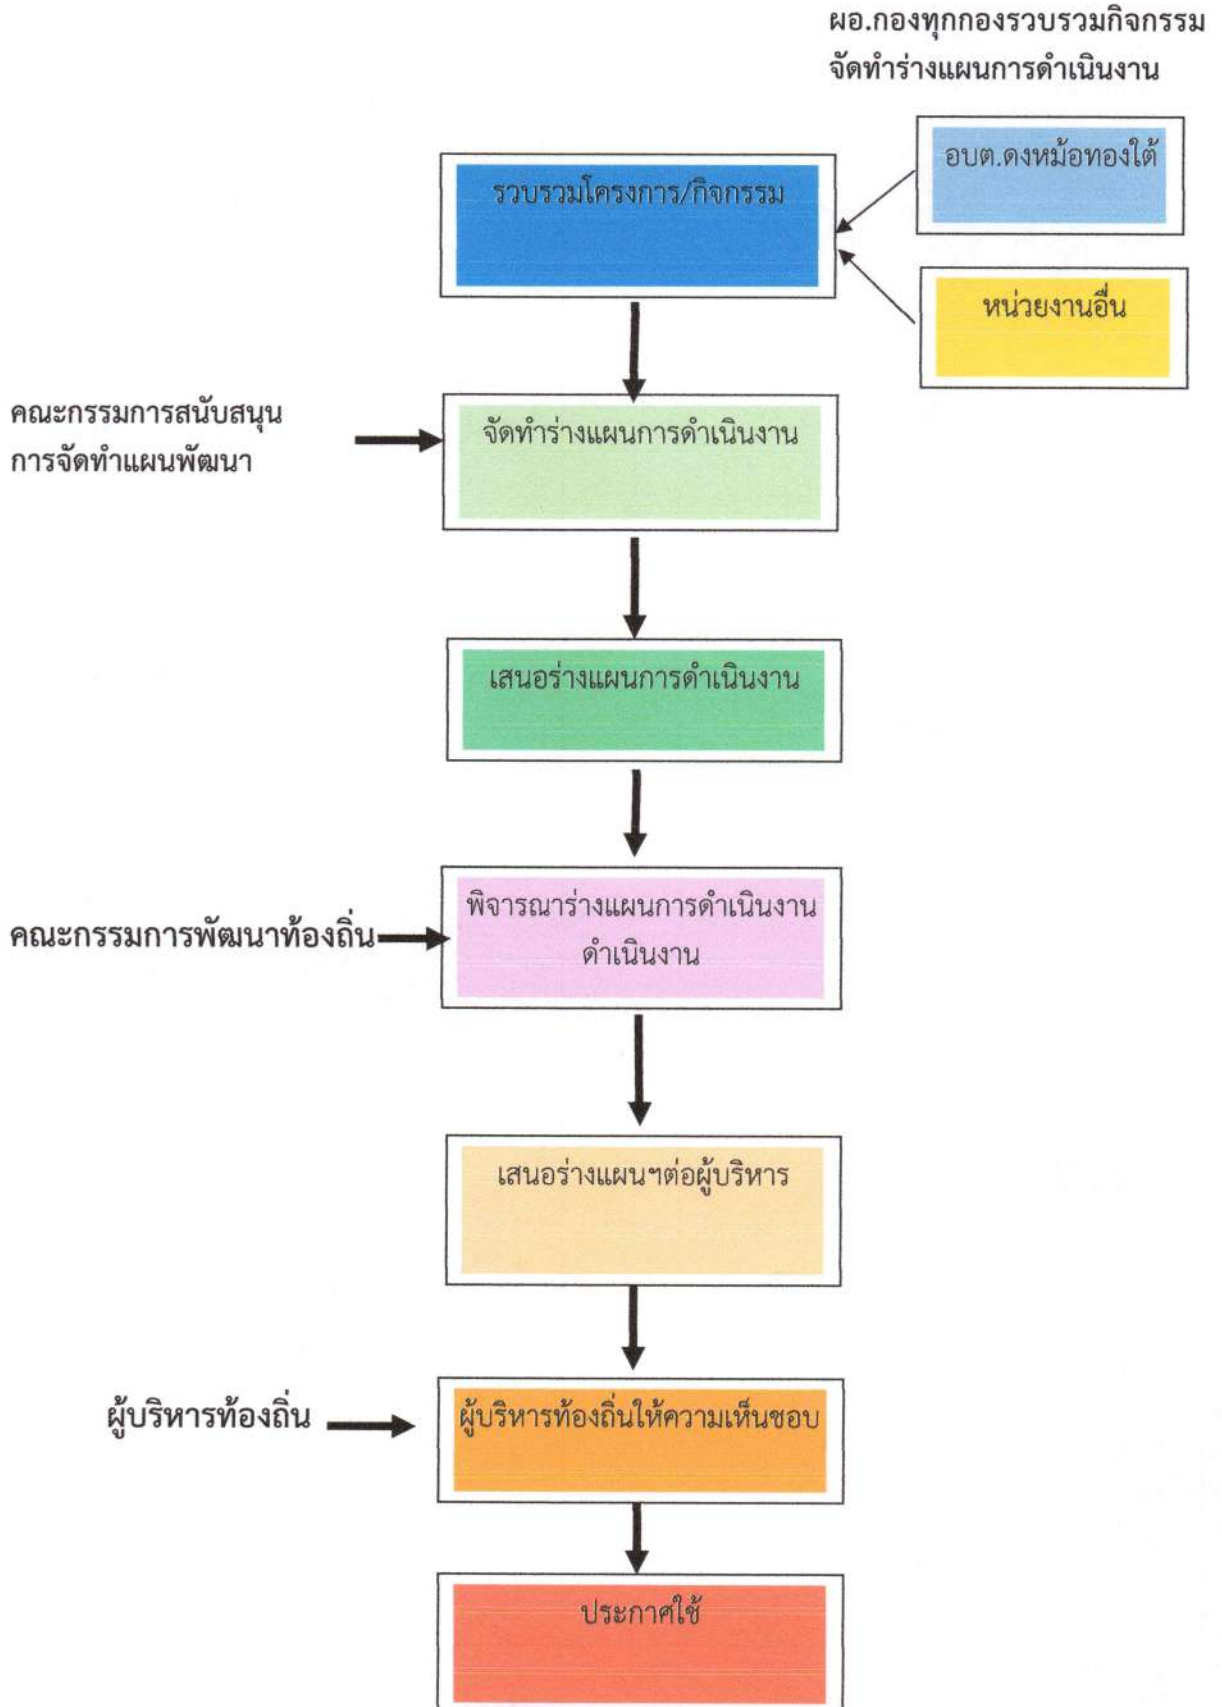 ผอ.กองทุกกองรวบรวมกิจกรรม
จัดทำร่างแผนการดำเนินงาน
อบต.ดงหม้อทองใต้
รวบรวมโครงการ/กิจกรรม
หน่วยงานอื่น
คณะกรรมการสนับสนุน
การจัดทำแผนพัฒนา
จัดทำร่างแผนการดำเนินงาน
เสนอร่างแผนการดำเนินงาน
คณะกรรมการพัฒนาท้องถิ่น
พิจารณาร่างแผนการดำเนินงาน
ดำเนินงาน
เสนอร่างแผนฯต่อผู้บริหาร
ผู้บริหารท้องถิ่น
ผู้บริหารท้องถิ่นให้ความเห็นชอบ
ประกาศใช้